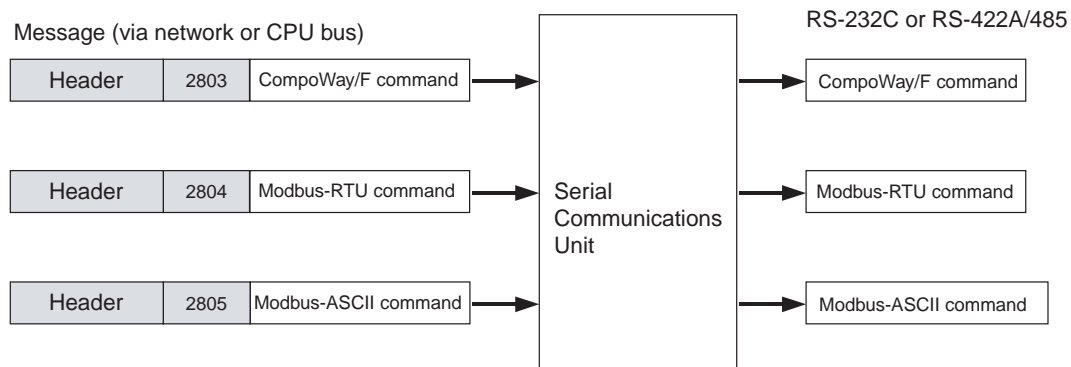 Message (via network or CPU bus)
RS-232C or RS-422A/485
Header 2803 CompoWay/F command
CompoWay/F command
Header 2804 Modbus-RTU command
Serial
Communications
Unit
Modbus-RTU command
Header 2805 Modbus-ASCII command
Modbus-ASCII command